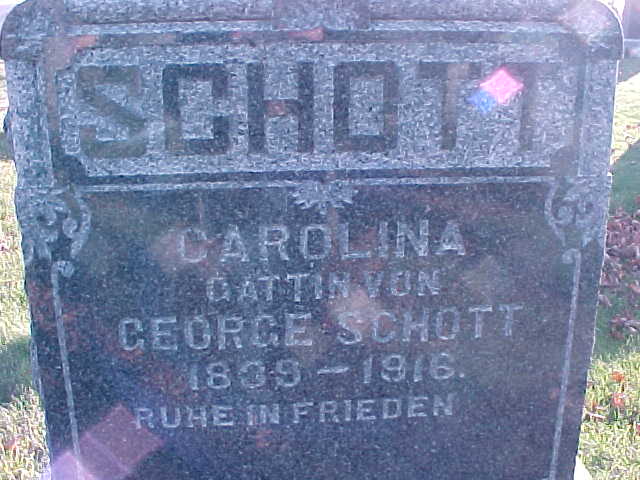 SCHOTT
CAROLINA
GATTIN VON
GEORGE SCHOTT
1839 – 1916.
RUHE IN FRIEDEN